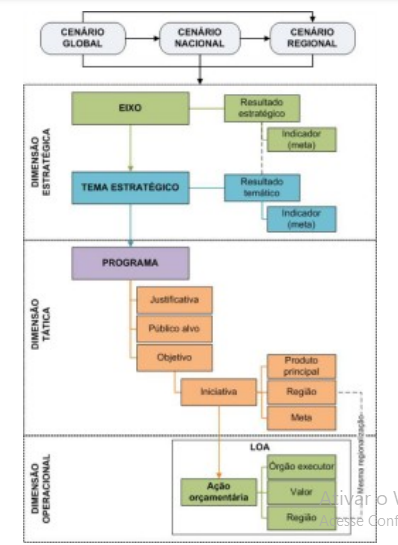 CENÁRIO
GLOBAL
CENÁRIO
NACIONAL
CENÁRIO
REGIONAL
DIMENSÃO
ESTRATÉGICA
EIXO
Resultado
estratégico
Indicador
(meta)
TEMA ESTRATÉGICO
Resultado
temático
Indicador
(meta)
DIMENSÃO
TÁTICA
PROGRAMA
Justificativa
Público alvo
Objetivo
Iniciativa
Produto
principal
Região
Meta
Mesma regionalização
DIMENSÃO
OPERACIONAL
LOA
Ação
orçamentária
Órgão executor
Valor
Região
Ativar o
Acesse